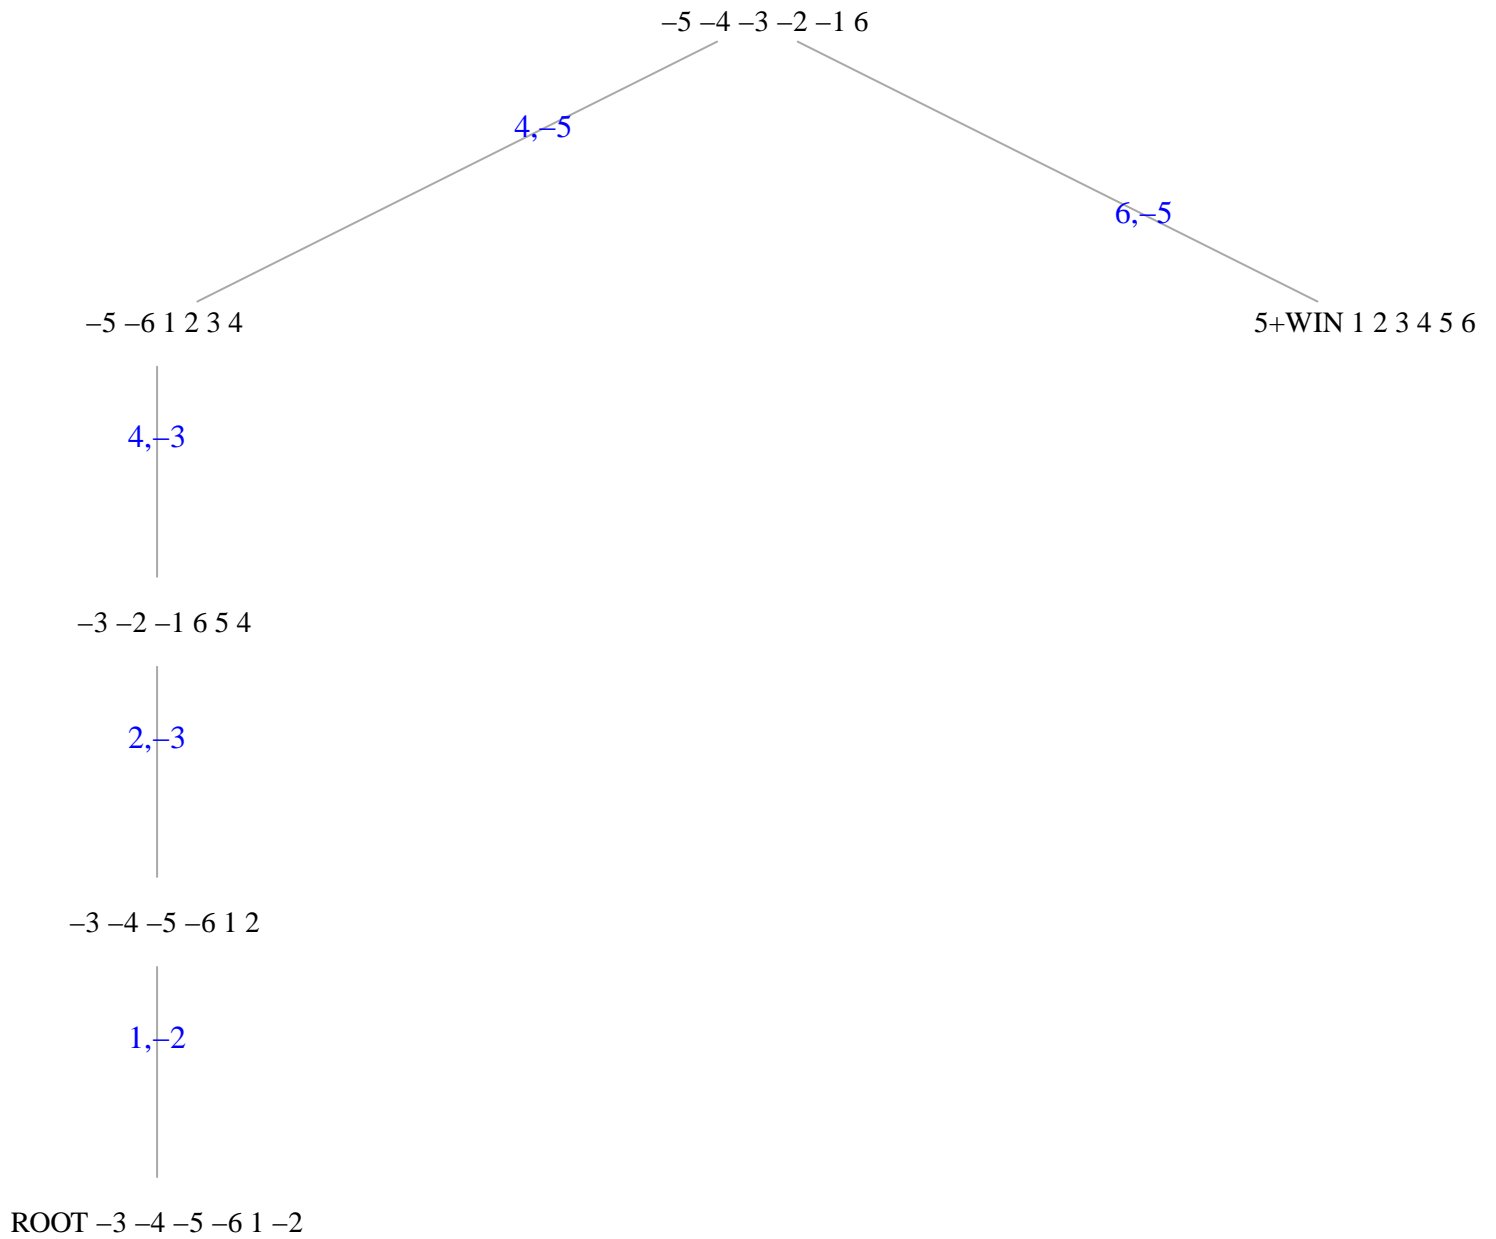 –5 –4 –3 –2 –1 6
4,–5
6,–5
–5 –6 1 2 3 4
5+WIN 1 2 3 4 5 6
4,–3
–3 –2 –1 6 5 4
2,–3
–3 –4 –5 –6 1 2
1,–2
ROOT –3 –4 –5 –6 1 –2